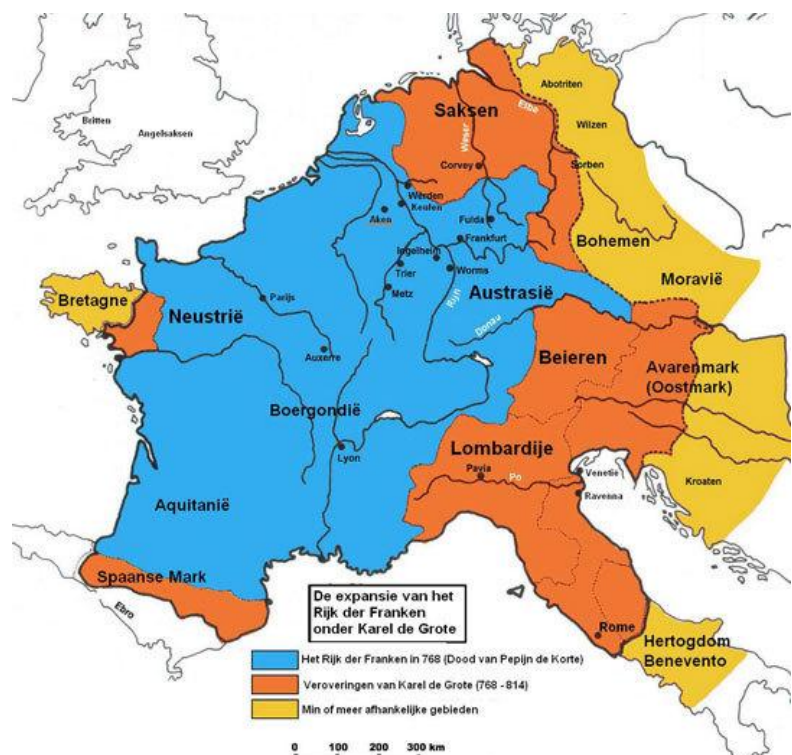 Abotriten
Saksen
Elbe
Britten
Wilzen
Angelsaksen
Weser
Corvey
Sorben
Werden
Keulen
Aken
Fulda
Frankfurt
Bohemen
Ingelheim
Trier
Worms
Moravië
Bretagne
Metz
Rijn
Austrasië
Neustrië
Parijs
Donau
Auxerre
Beieren
Avarenmark
(Oostmark)
Boergondië
Lyon
Lombardije
Pavia
Po
Venetië
Kroaten
Ravenna
Aquitanië
Spaanse Mark
Ebro
De expansie van het
Rijk der Franken
onder Karel de Grote
Rome
Hertogdom
Benevento
Het Rijk der Franken in 768 (Dood van Pepijn de Korte)
Veroveringen van Karel de Grote (768 - 814)
Min of meer afhankelijke gebieden
0 100 200 300 km